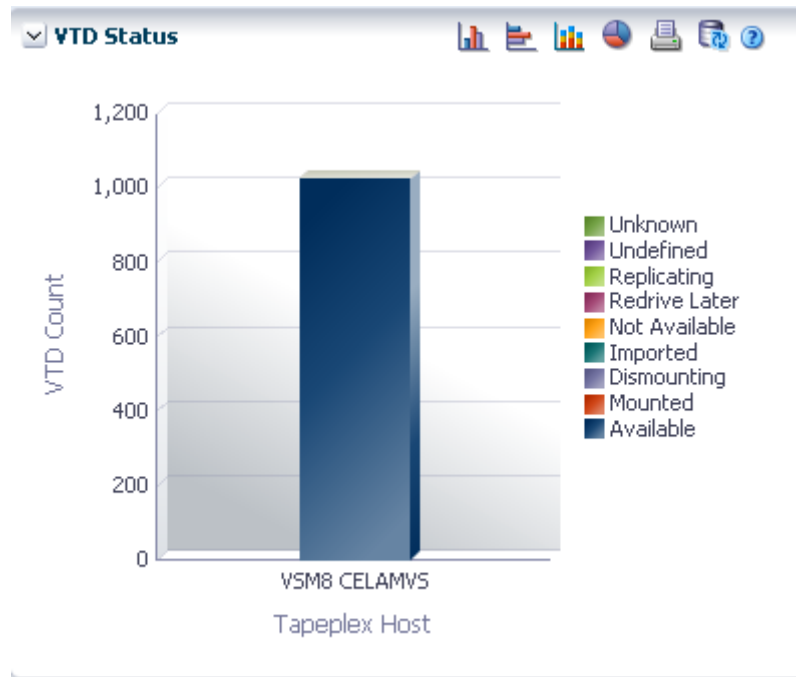 VTD Status
1,200
1,000
800
600
400
200
0
VTD Count
VSM8 CELAMVS
Tapeplex Host
Unknown
Undefined
Replicating
Redrive Later
Not Available
Imported
Dismounting
Mounted
Available